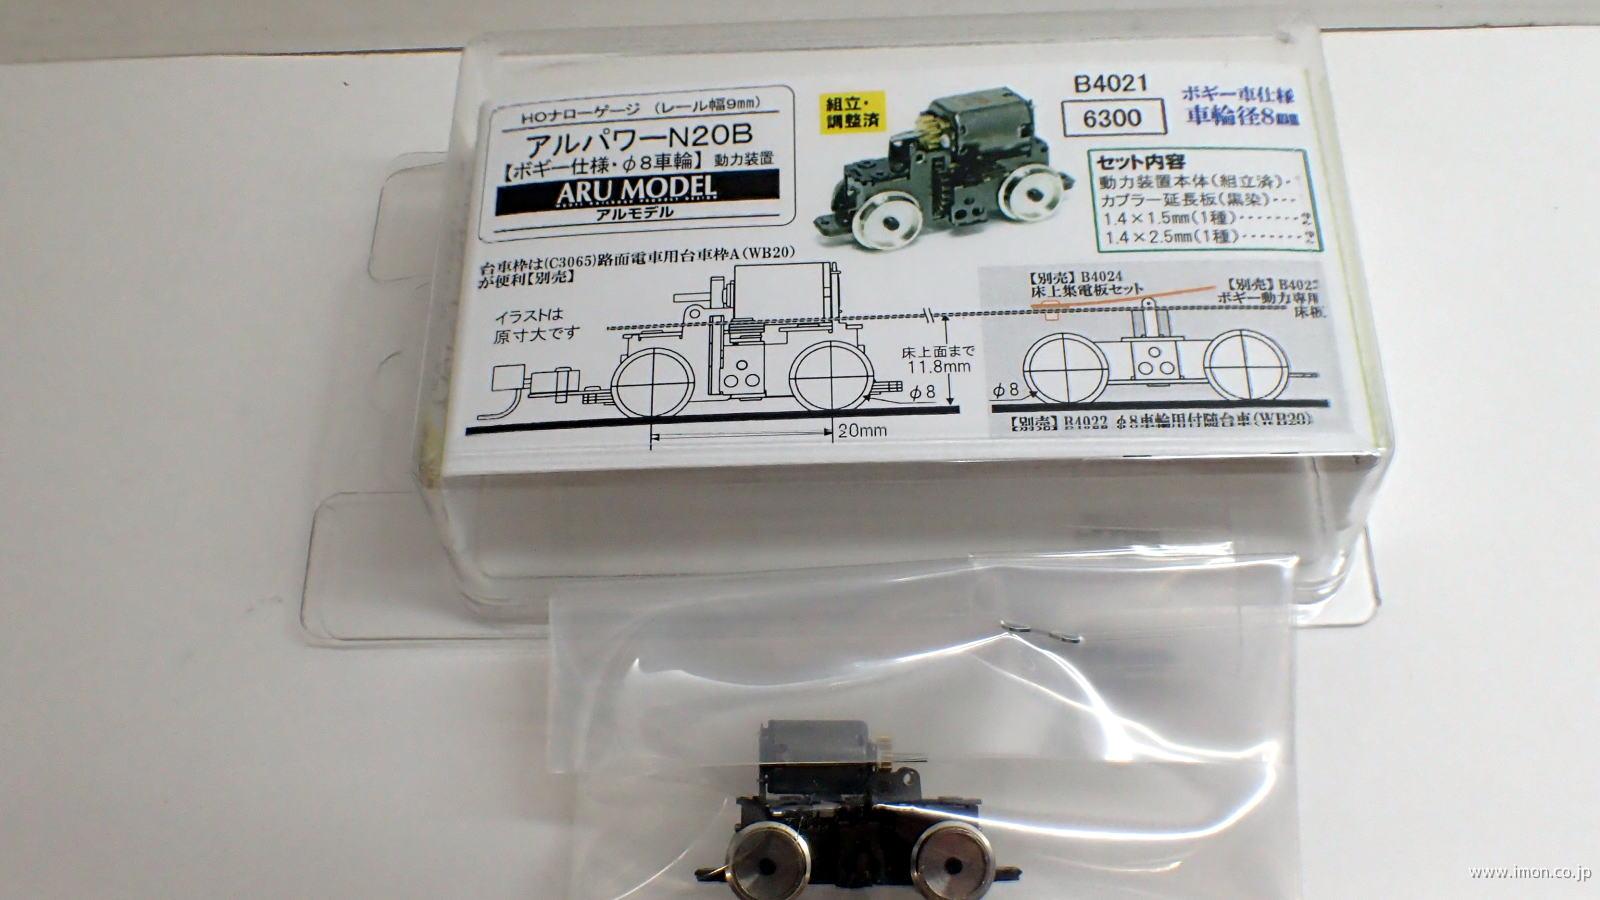 HOナローゲージ (レール幅9㎜)
アルパワーN20B
【ボギー仕様・φ8車輪】 動力装置
ARU MODEL
アルモデル
組立・
調整済
B4021
6300
ボギー車仕様
車輪径8㎜
セット内容
動力装置本体(組立済)‥
カプラー延長板(黒染)‥‥
1.4×1.5㎜(1種)
1.4×2.5㎜(1種)
台車枠は(C3065)路面電車用台車枠A(WB20)
が便利【別売】
イラストは
原寸大です
床上面まで
11.8mm
φ8
20mm
【別売】B4024
床上集電板セット
【別売】B402
ボギー動力専用
床板
φ8
【別売】B4022 φ8車輪用付随台車(WB20)
www.imon.co.jp